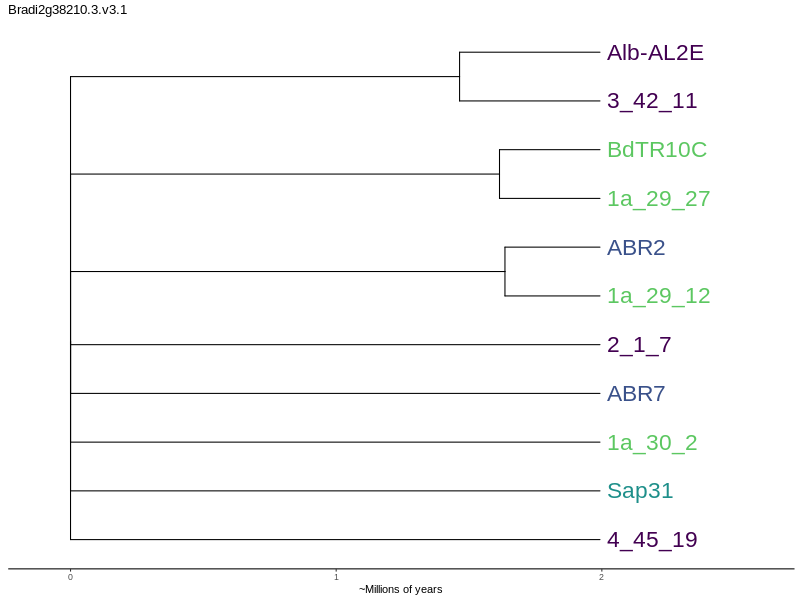 Bradi2g38210.3.v3.1
Alb-AL2E
3_42_11
BdTR10C
1a_29_27
ABR2
1a_29_12
2_1_7
ABR7
1a_30_2
Sap31
4_45_19
0 1 2
~Millions of years